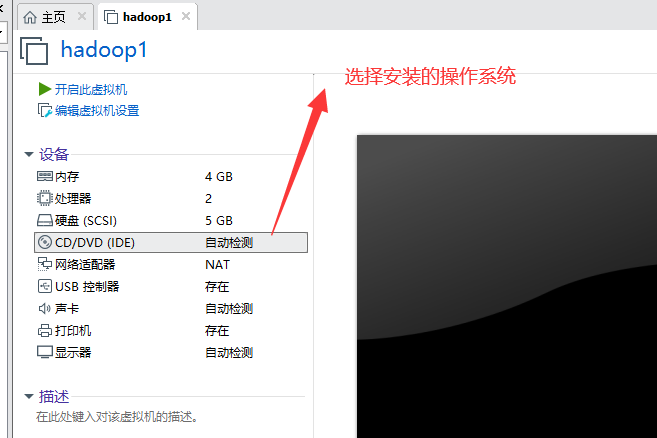 主页
hadoop1
hadoop1
选择安装的操作系统
开启此虚拟机
编辑虚拟机设置
设备
内存 4 GB
处理器 2
硬盘 (SCSI) 5 GB
CD/DVD (IDE) 自动检测
网络适配器 NAT
USB 控制器 存在
声卡 自动检测
打印机 存在
显示器 自动检测
描述
在此处键入对该虚拟机的描述。